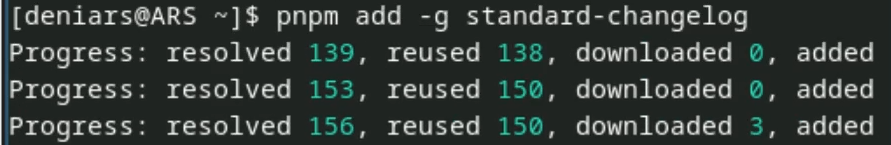 [deniars@ARS ~]$ pnpm add -g standard-changelog
Progress: resolved 139, reused 138, downloaded 0, added
Progress: resolved 153, reused 150, downloaded 0, added
Progress: resolved 156, reused 150, downloaded 3, added